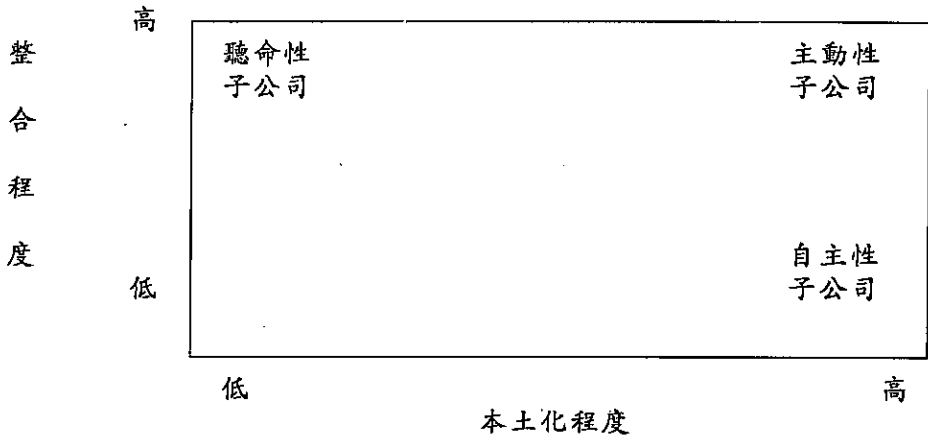 高
整合程度
聽命性
子公司
主動性
子公司
自主性
子公司
低
低
高
本土化程度